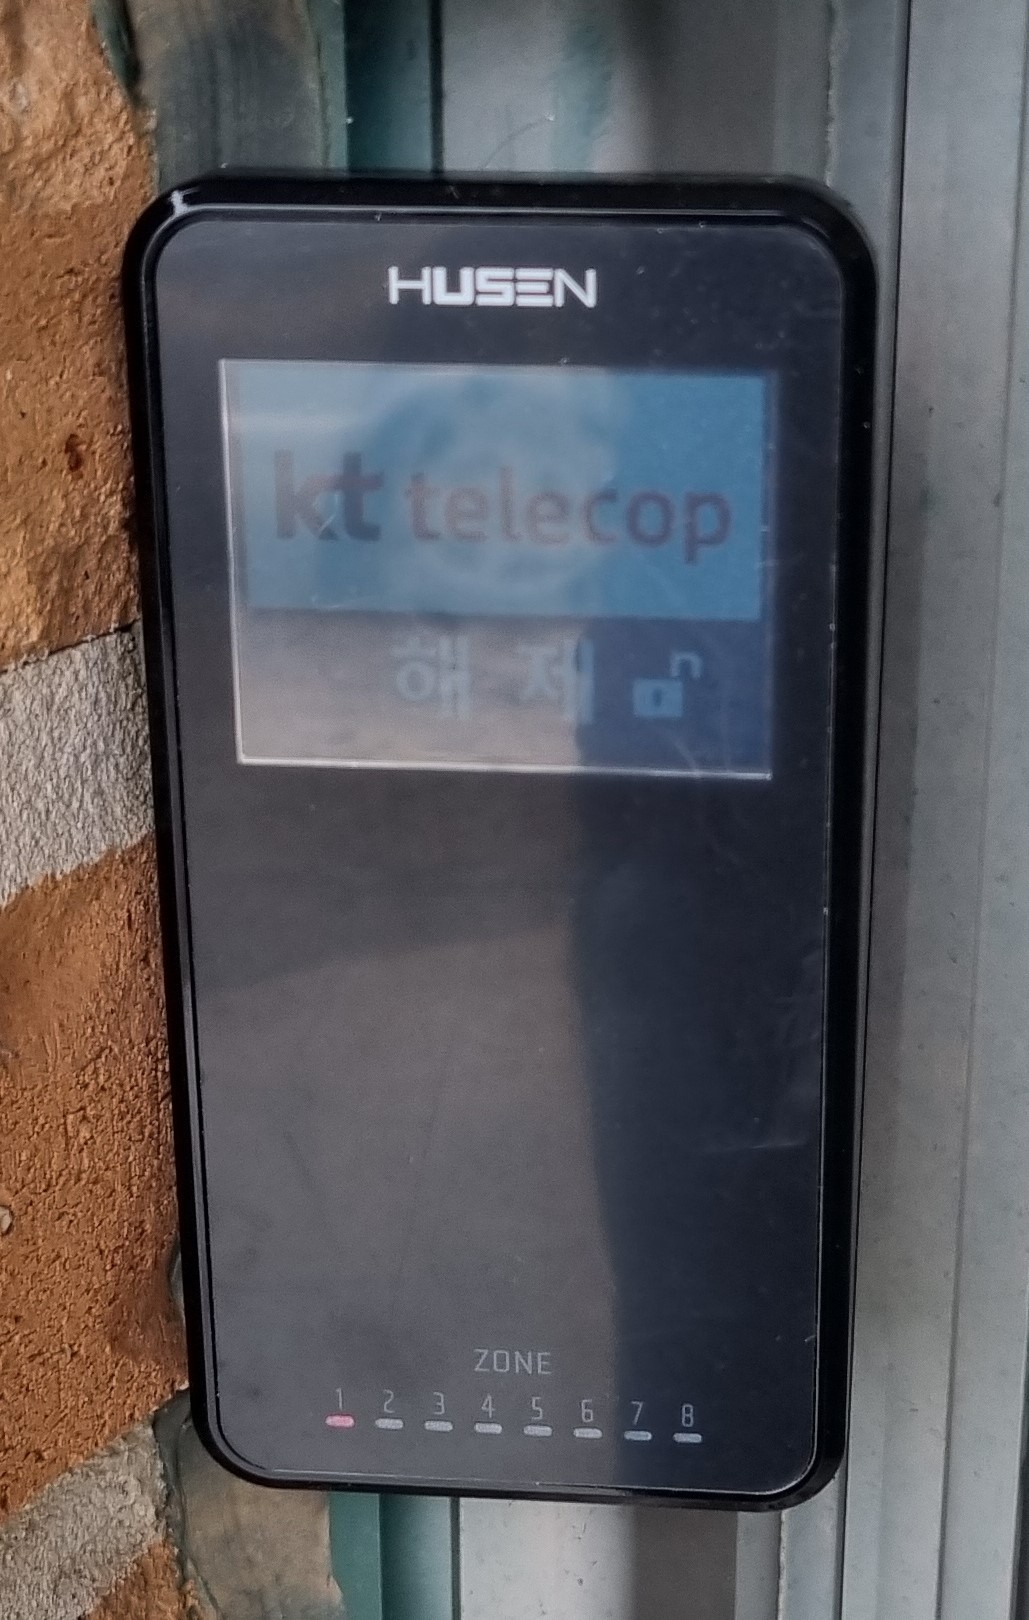 HUSEN
kt telecop
해 제
ZONE
1 2 3 4 5 6 7 8